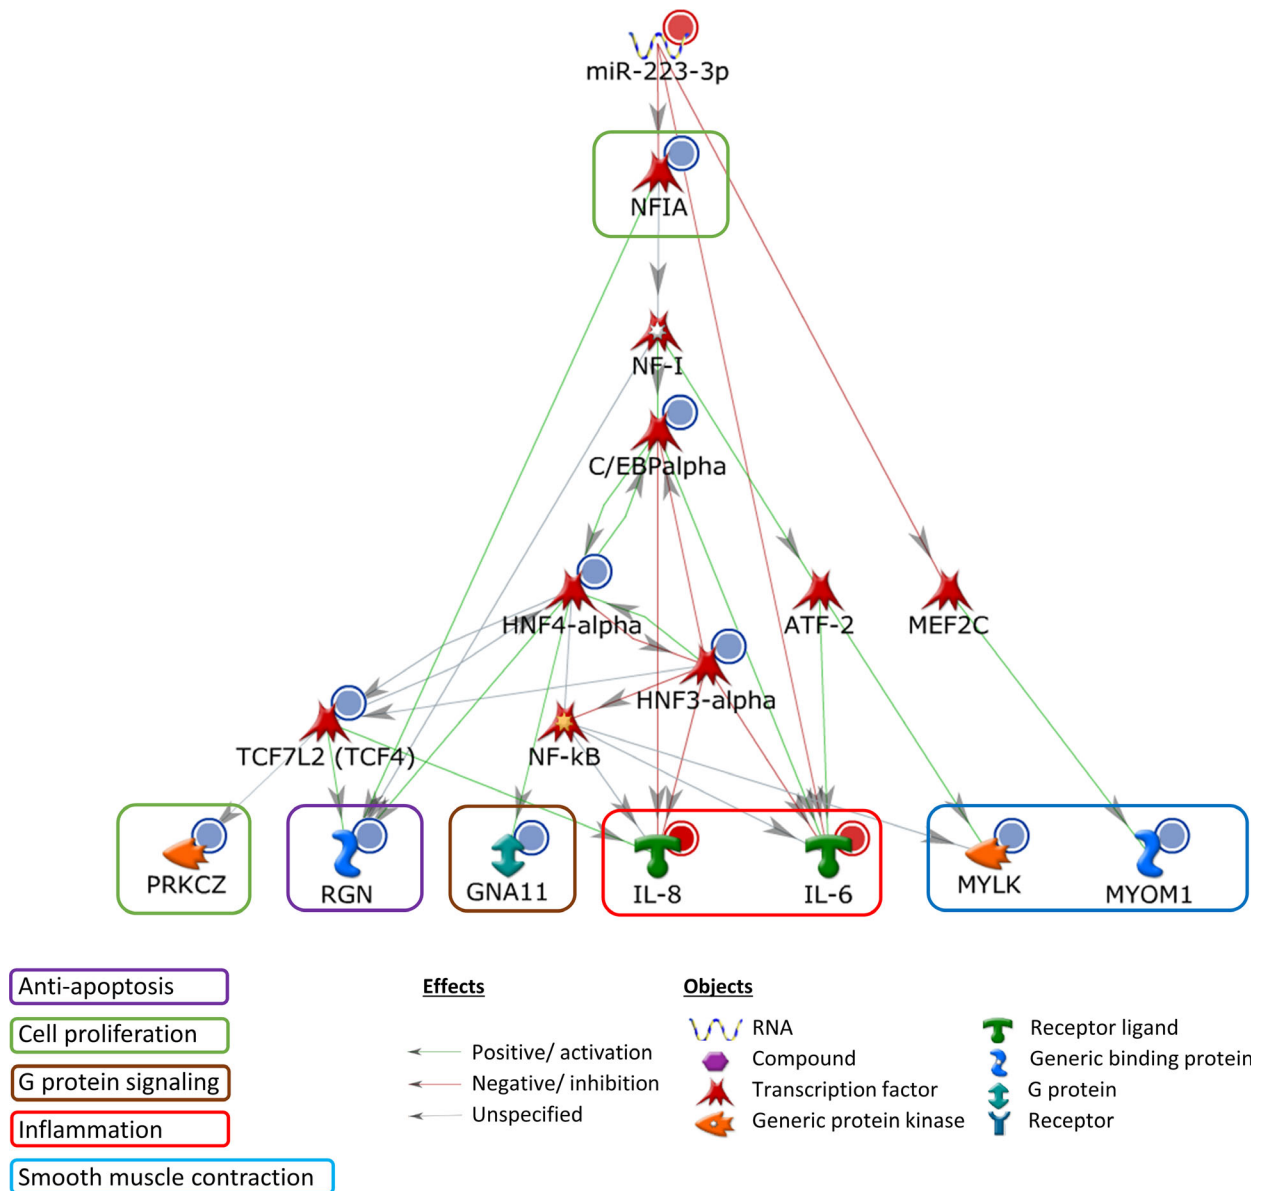 miR-223-3p
NFIA
NF-I
C/EBPalpha
HNF4-alpha
ATF-2
MEF2C
HNF3-alpha
TCF7L2 (TCF4)
NF-kB
PRKCZ
RGN
GNA11
IL-8
IL-6
MYLK
MYOM1
Anti-apoptosis
Cell proliferation
G protein signaling
Inflammation
Smooth muscle contraction
Effects
Positive/ activation
Negative/ inhibition
Unspecified
Objects
RNA
Compound
Transcription factor
Generic protein kinase
Receptor ligand
Generic binding protein
G protein
Receptor